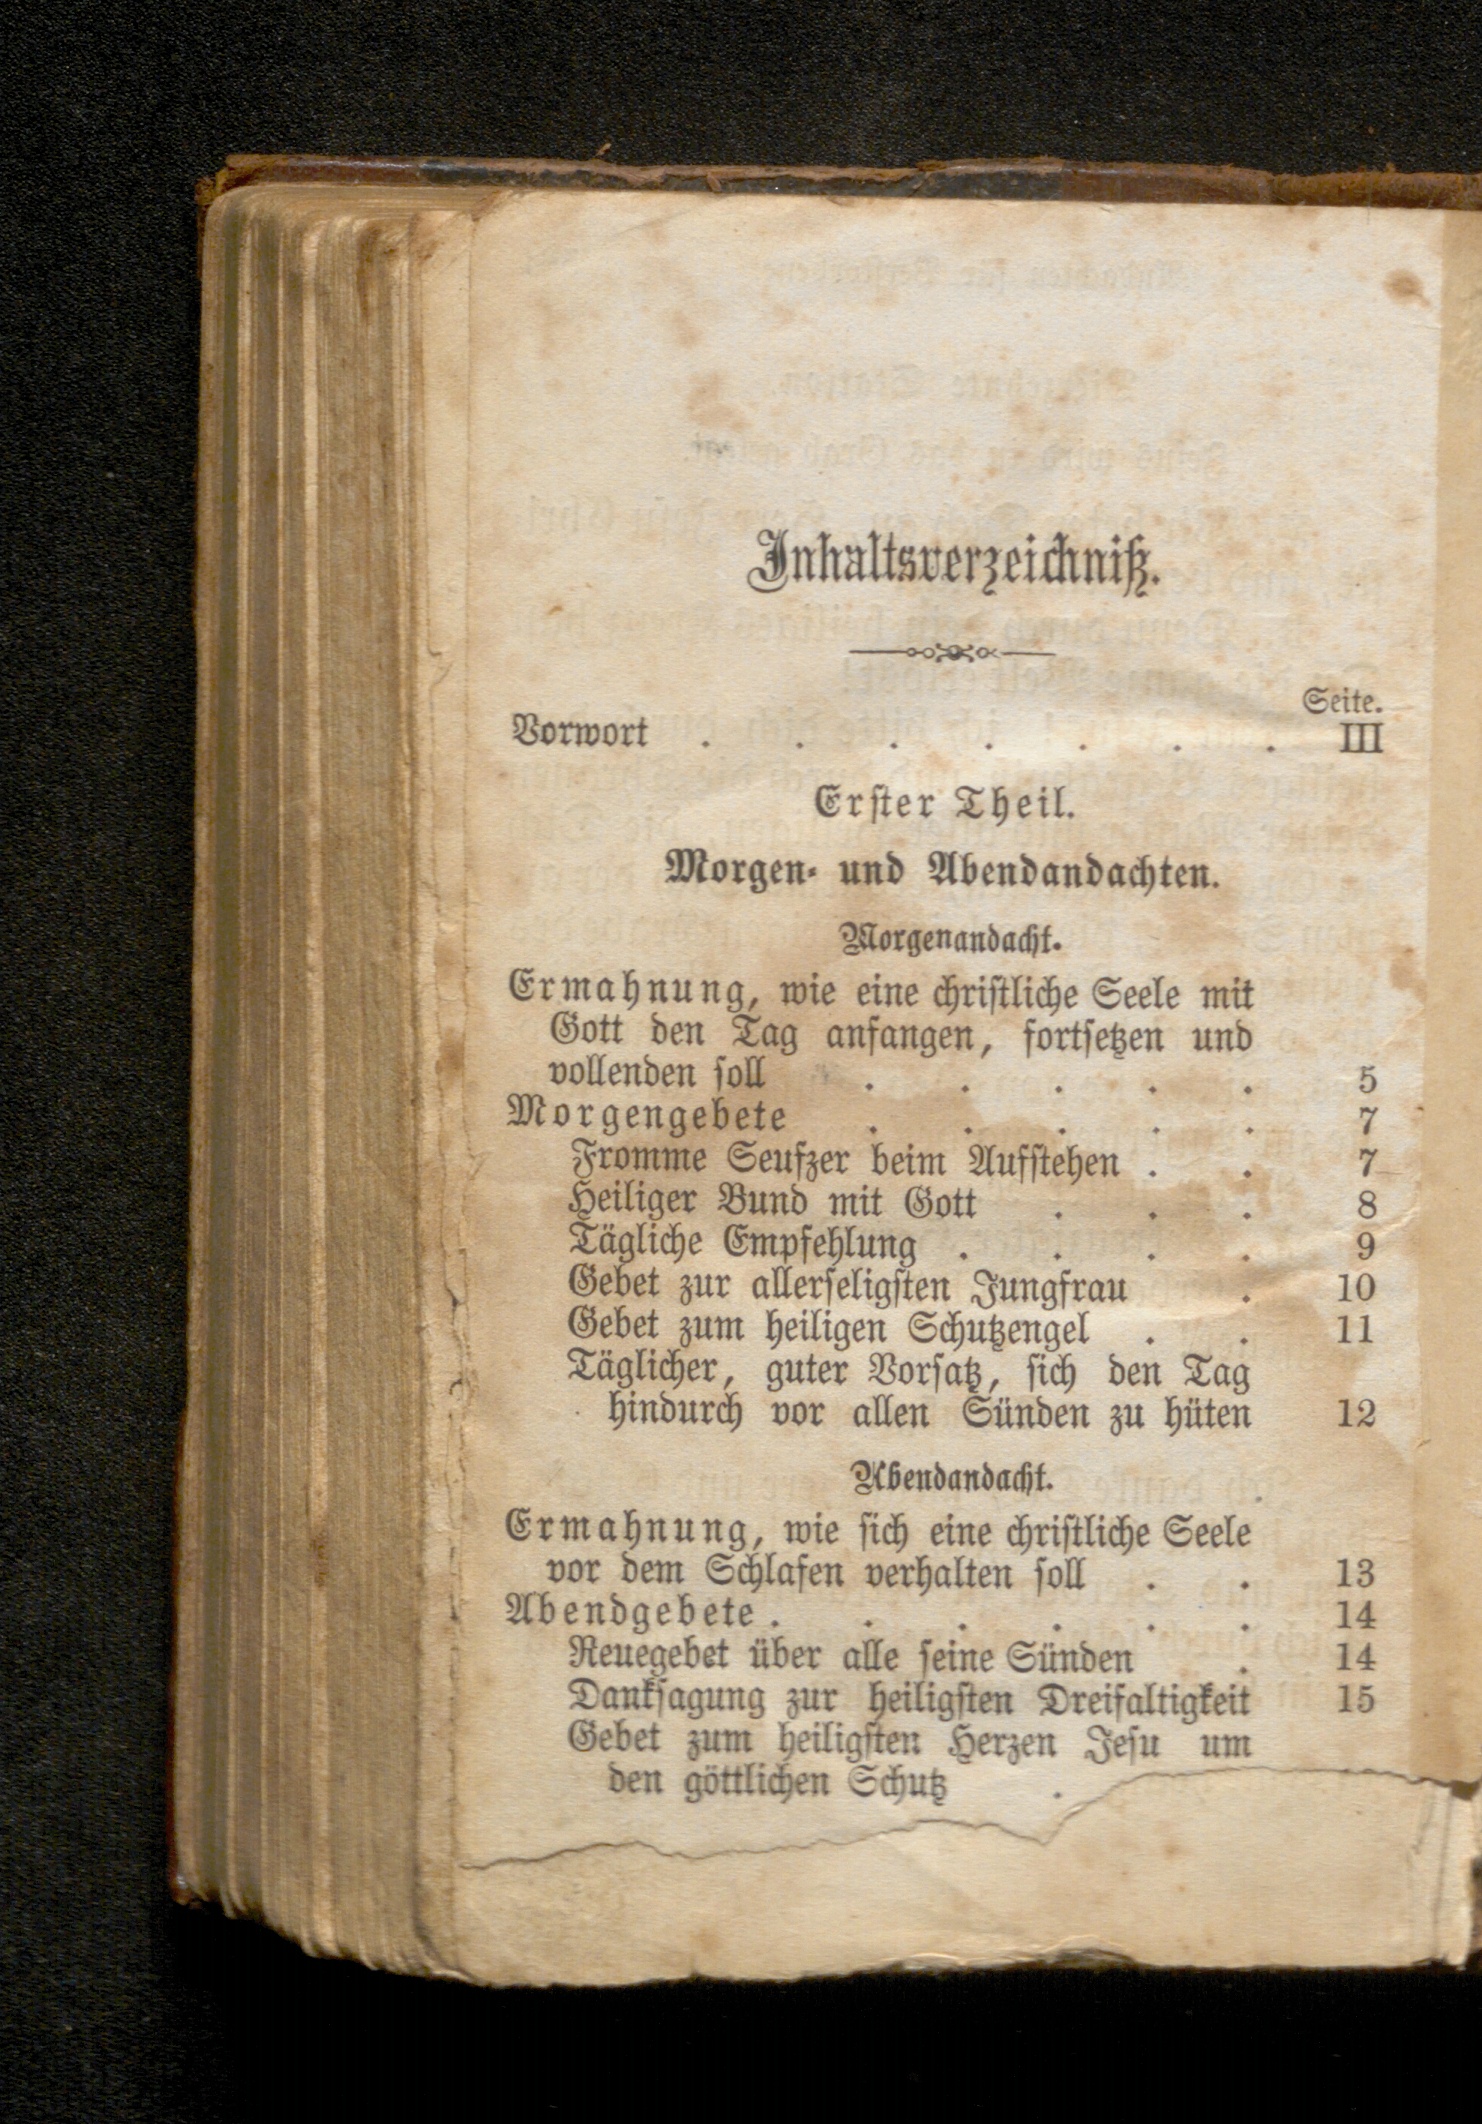 Inhaltsverzeichniß.
Seite.
Vorwort . . . . . . . III
Erster Theil.
Morgen- und Abendandachten.
Morgenandacht.
Ermahnung, wie eine christliche Seele mit
Gott den Tag anfangen, fortsetzen und
vollenden soll . . . . . 5
Morgengebete . . . . . 7
Fromme Seufzer beim Aufstehen . . 7
Heiliger Bund mit Gott . . . 8
Tägliche Empfehlung . . . . 9
Gebet zur allerseligsten Jungfrau . 10
Gebet zum heiligen Schutzengel . . 11
Täglicher, guter Vorsatz, sich den Tag
hindurch vor allen Sünden zu hüten 12
Abendandacht.
Ermahnung, wie sich eine christliche Seele
vor dem Schlafen verhalten soll . . 13
Abendgebete . . . . . . 14
Reuegebet über alle seine Sünden . 14
Danksagung zur heiligsten Dreifaltigkeit 15
Gebet zum heiligsten Herzen Jesu um
den göttlichen Schutz .